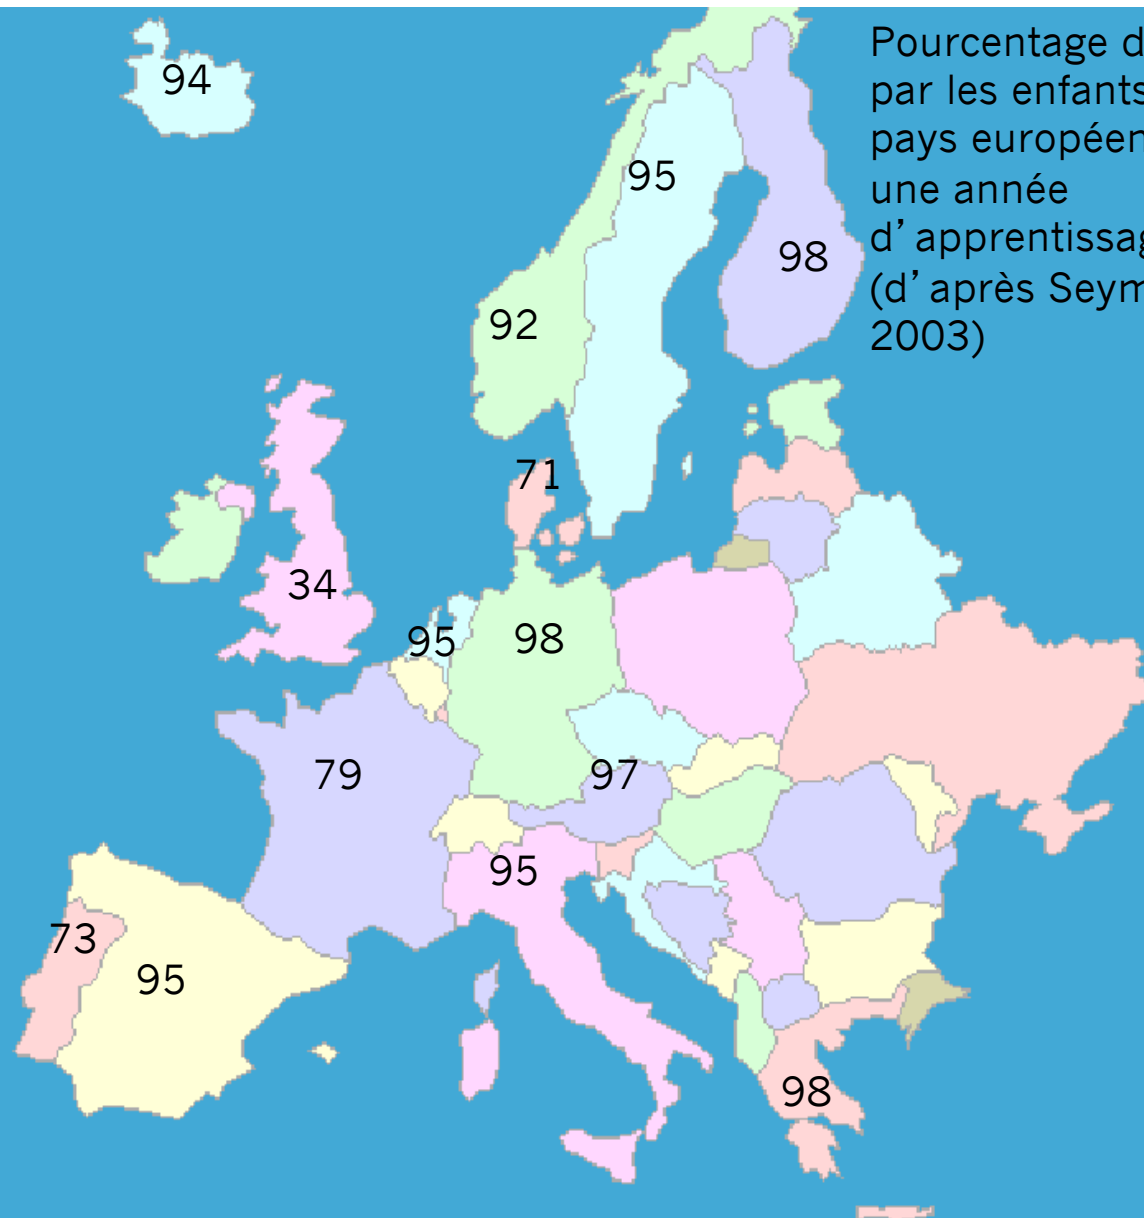 Pourcentage d
par les enfants
pays européen
une année
d’apprentissag
(d’après Seym
2003)
94
95
98
92
71
34
95
98
79
97
95
73
95
98